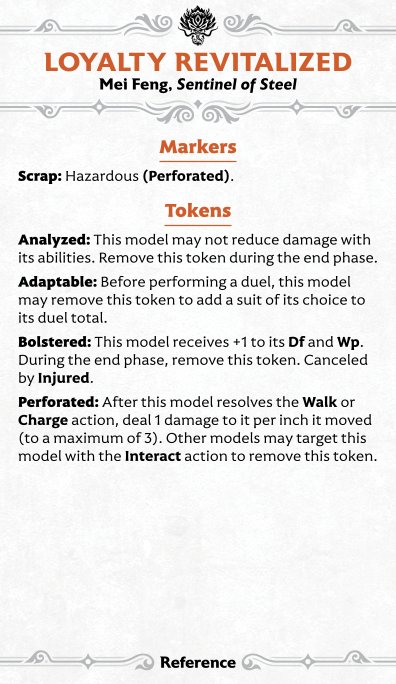 LOYALTY REVITALIZED
Mei Feng, Sentinel of Steel
Markers
Scrap: Hazardous (Perforated).
Tokens
Analyzed: This model may not reduce damage with
its abilities. Remove this token during the end phase.
Adaptable: Before performing a duel, this model
may remove this token to add a suit of its choice to
its duel total.
Bolstered: This model receives +1 to its Df and Wp.
During the end phase, remove this token. Canceled
by Injured.
Perforated: After this model resolves the Walk or
Charge action, deal 1 damage to it per inch it moved
(to a maximum of 3). Other models may target this
model with the Interact action to remove this token.
Reference